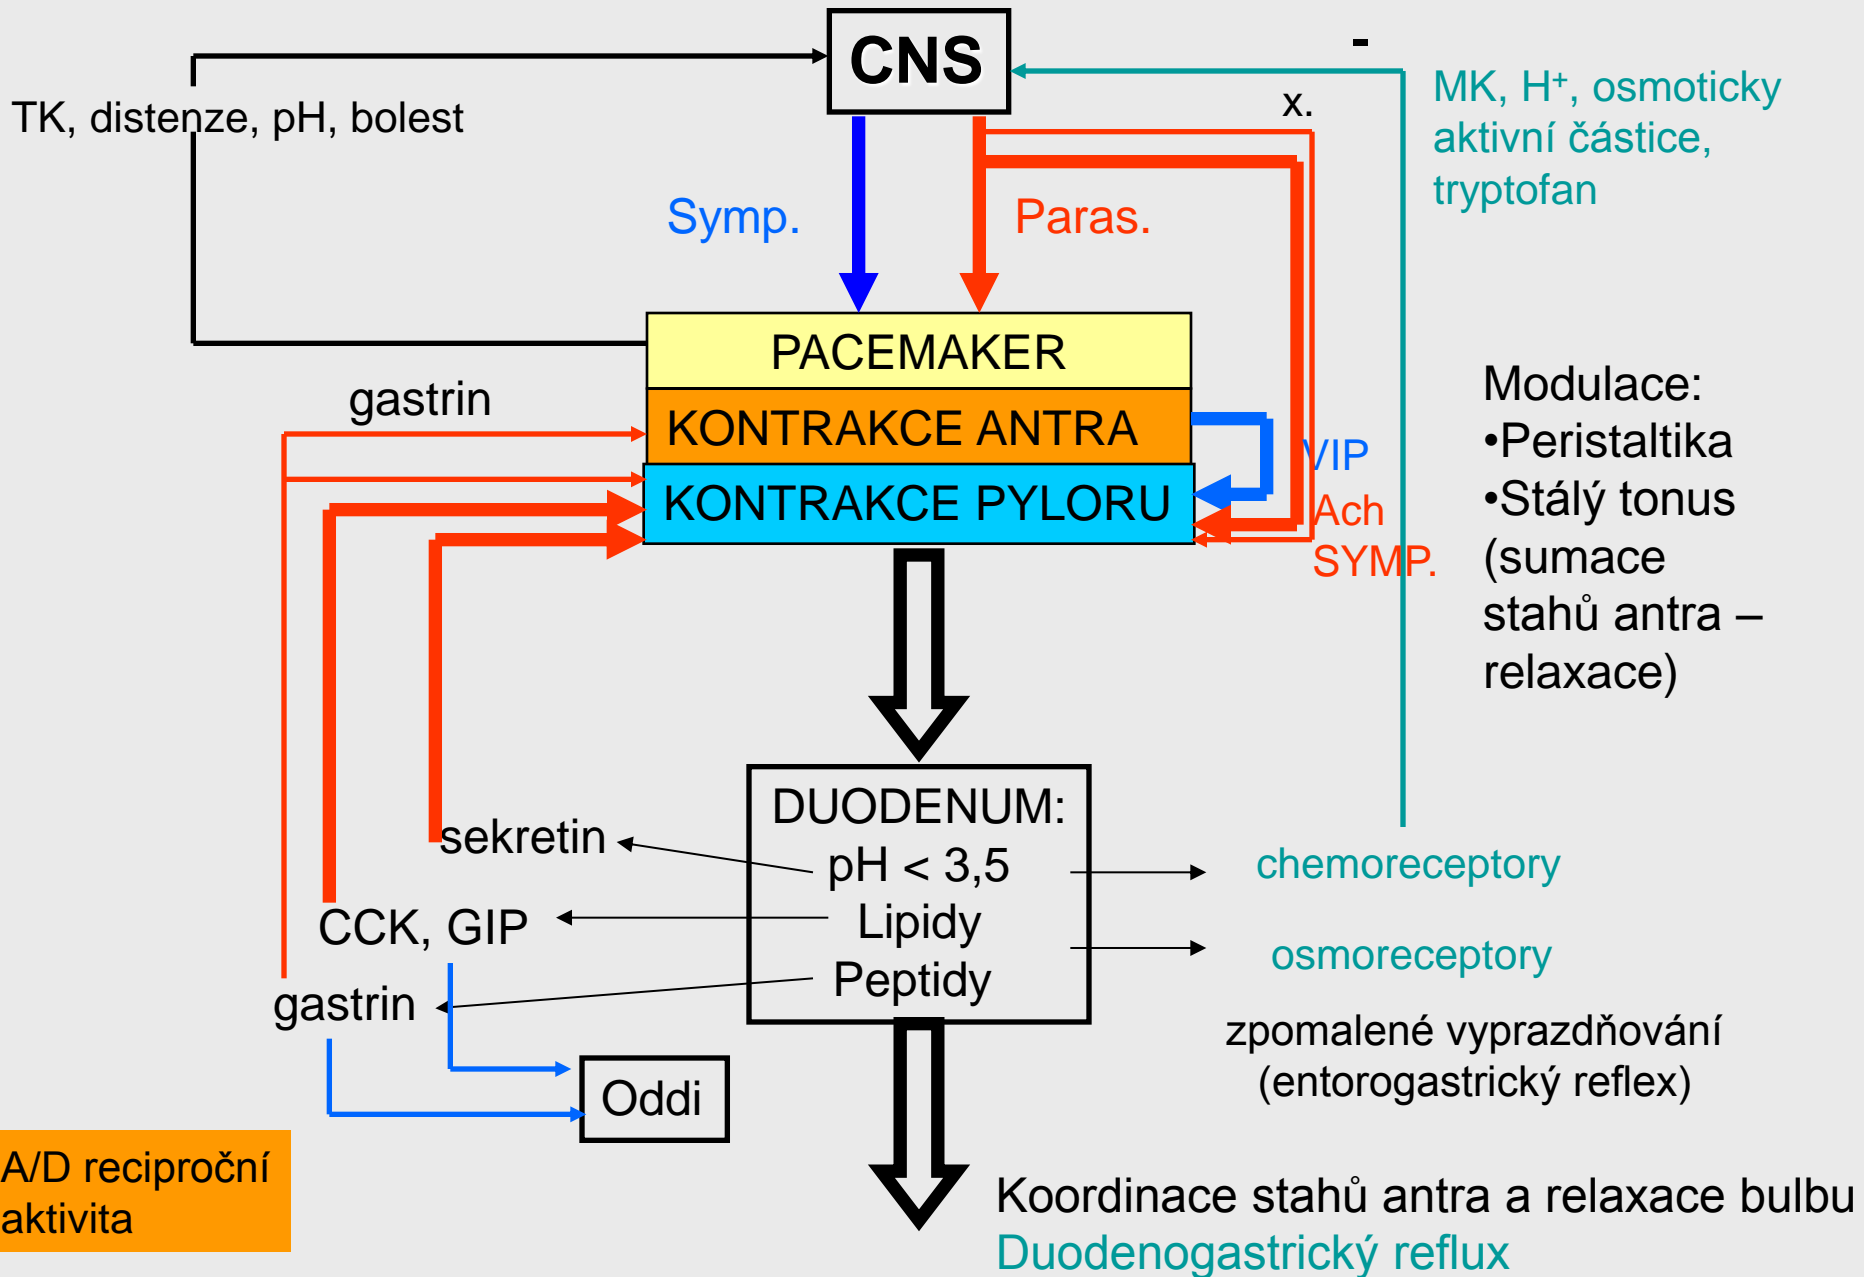 CNS
-
TK, distenze, pH, bolest
x.
MK, H⁺, osmoticky
aktivní částice,
tryptofan
Symp.
Paras.
PACEMAKER
gastrin
KONTRAKCE ANTRA
VIP
KONTRAKCE PYLORU
Ach
SYMP.
Modulace:
•Peristaltika
•Stálý tonus
(sumace
stahů antra –
relaxace)
DUODENUM:
pH < 3,5
Lipidy
Peptidy
sekretin
CCK, GIP
gastrin
Oddi
chemoreceptory
osmoreceptory
zpomalené vyprazdňování
(entorogastrický reflex)
A/D reciproční
aktivita
Koordinace stahů antra a relaxace bulbu
Duodenogastrický reflux